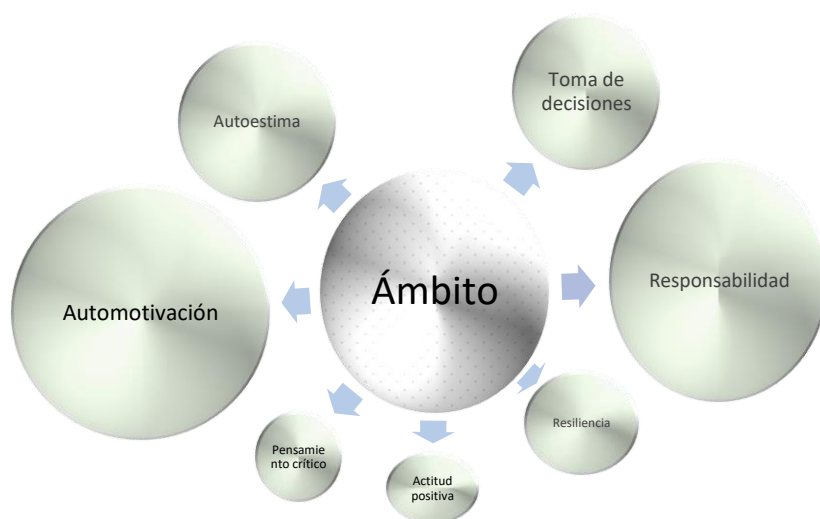 Toma de
decisiones
Autoestima
Responsabilidad
Ámbito
Automotivación
Resiliencia
Pensamie
nto crítico
Actitud
positiva